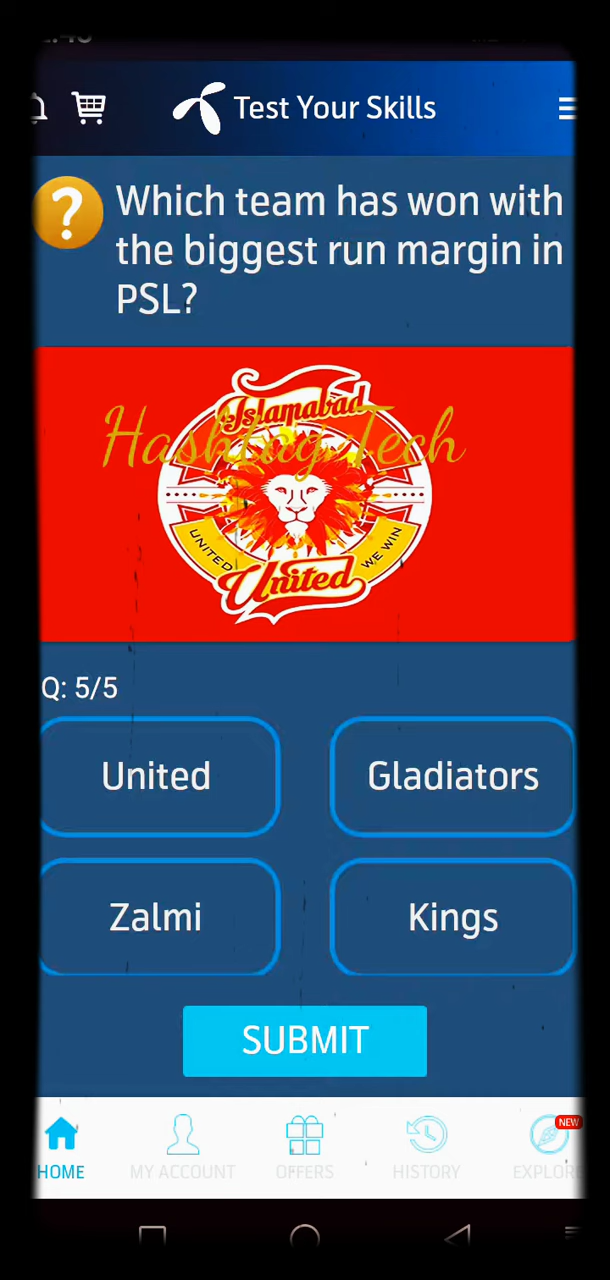 Test Your Skills
?
Which team has won with
the biggest run margin in
PSL?
Islamabad
Hashtag Tech
UNITED
WE WIN
United
Q: 5/5
United
Gladiators
Zalmi
Kings
SUBMIT
NEW
HOME
MY ACCOUNT
OFFERS
HISTORY
EXPLORE